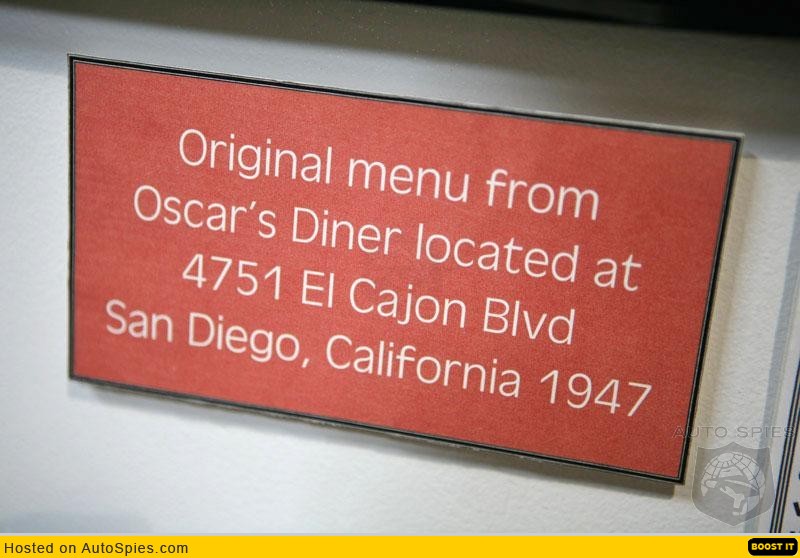 Original menu from
Oscar's Diner located at
4751 El Cajon Blvd
San Diego, California 1947
AUTO SPIES
Hosted on AutoSpies.com
BOOST IT